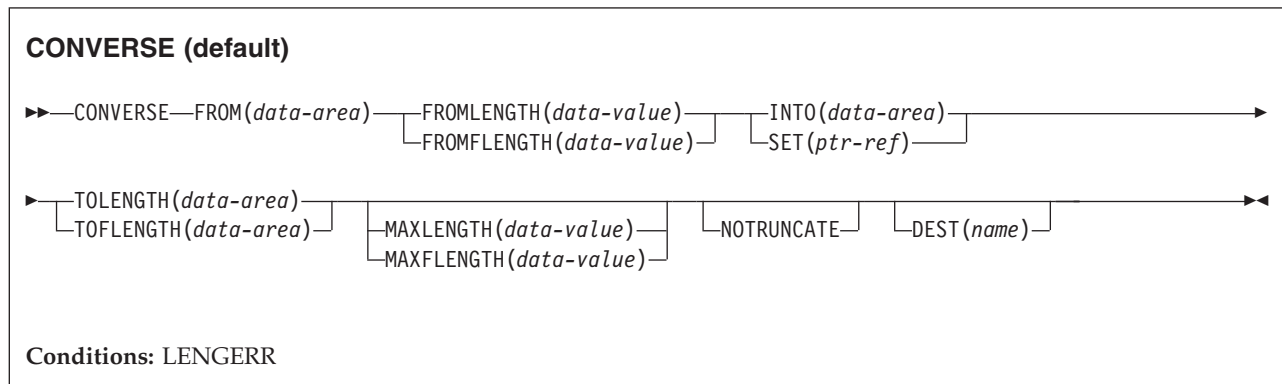 CONVERSE (default)
CONVERSE FROM(data-area) FROMLENGTH(data-value) INTO(data-area)
FROMFLENGTH(data-value) SET(ptr-ref)
TOLENGTH(data-area)
TOFLENGTH(data-area) MAXLENGTH(data-value) NOTRUNCATE DEST(name)
MAXFLENGTH(data-value)
Conditions: LENGERR